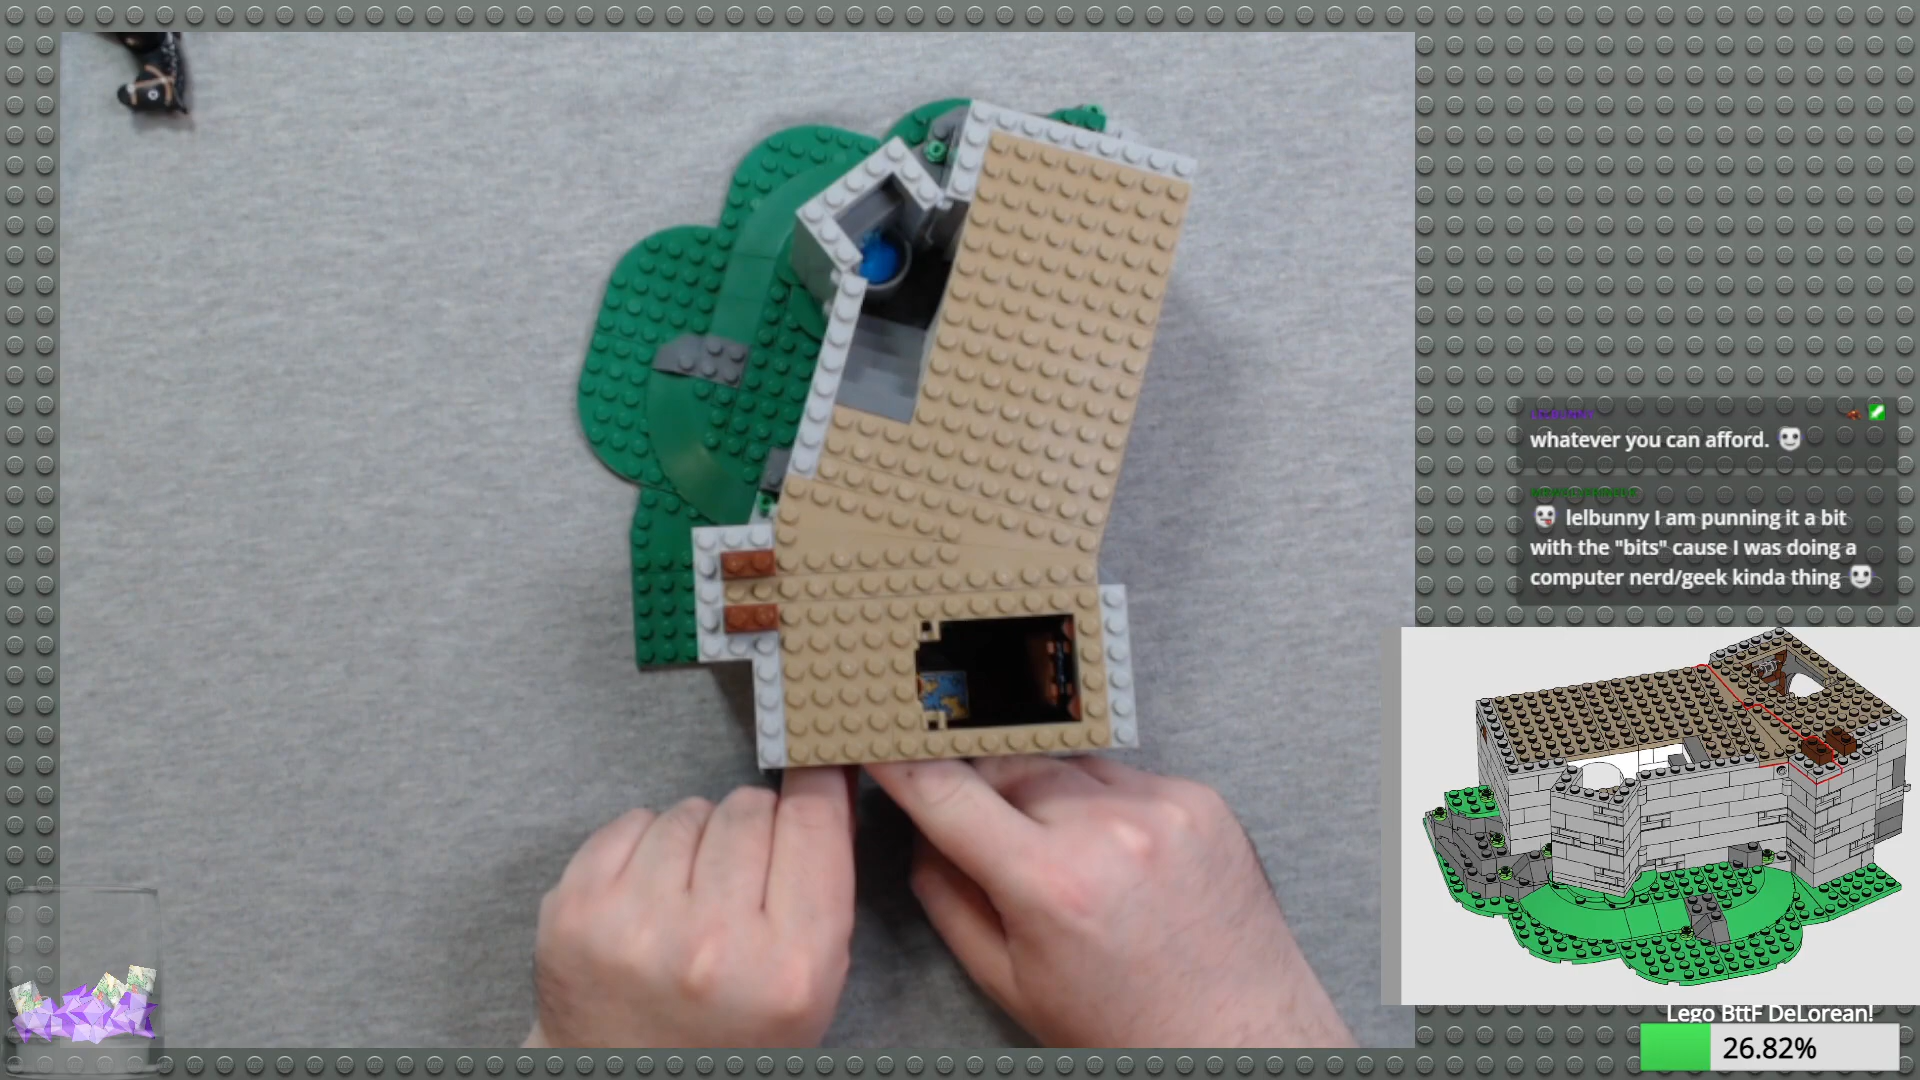 whatever you can afford.
lelbunny I am punning it a bit
with the "bits" cause I was doing a
computer nerd/geek kinda thing
Lego BttF DeLorean!
26.82%